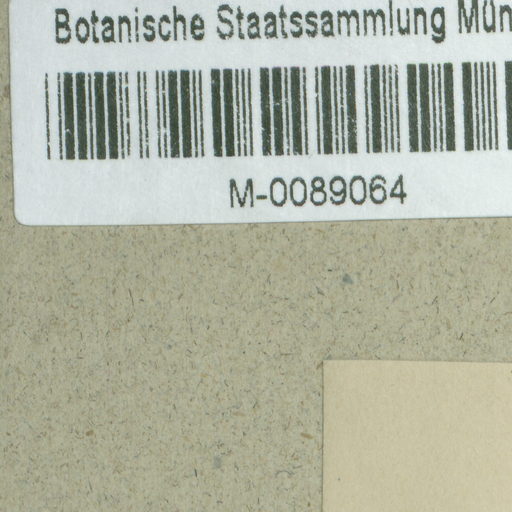 Botanische Staatssammlung Mün
M-0089064